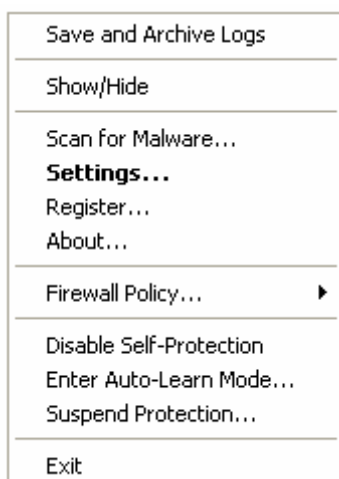 Save and Archive Logs
Show/Hide
Scan for Malware...
Settings...
Register...
About...
Firewall Policy...
Disable Self-Protection
Enter Auto-Learn Mode...
Suspend Protection...
Exit